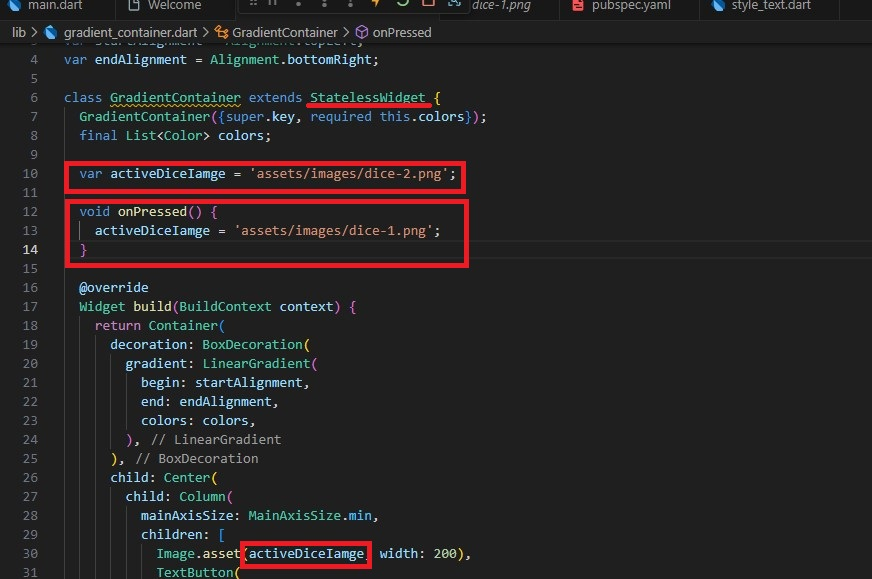 main.dart Welcome dice-1.png pubspec.yaml style_text.dart
lib > gradient_container.dart > GradientContainer > onPressed
3 var startAlignment = Alignment.topLeft;
4 var endAlignment = Alignment.bottomRight;
5
6 class GradientContainer extends StatelessWidget {
7 GradientContainer({super.key, required this.colors});
8 final List<Color> colors;
9
10 var activeDiceIamge = 'assets/images/dice-2.png';
11
12 void onPressed() {
13 activeDiceIamge = 'assets/images/dice-1.png';
14 }
15
16 @override
17 Widget build(BuildContext context) {
18 return Container(
19 decoration: BoxDecoration(
20 gradient: LinearGradient(
21 begin: startAlignment,
22 end: endAlignment,
23 colors: colors,
24 ), // LinearGradient
25 ), // BoxDecoration
26 child: Center(
27 child: Column(
28 mainAxisSize: MainAxisSize.min,
29 children: [
30 Image.asset(activeDiceIamge, width: 200),
31 TextButton(